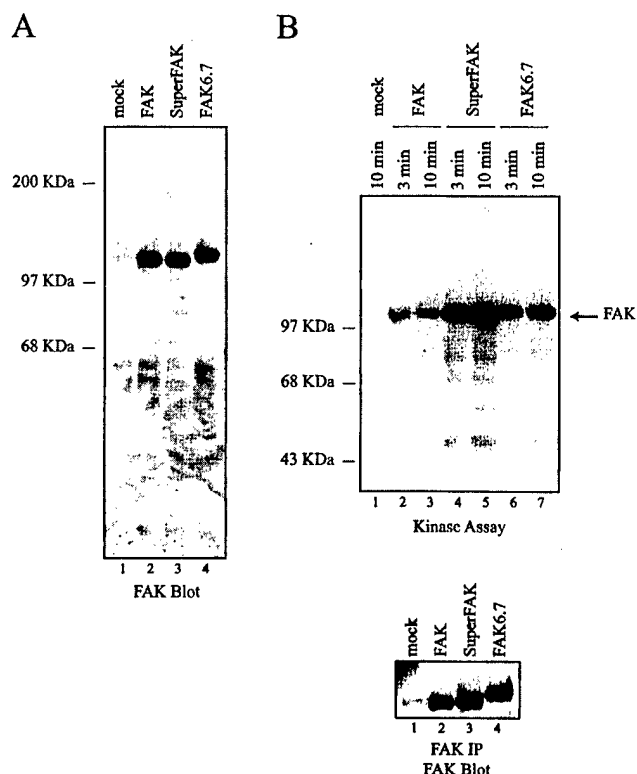 A
mock
FAK
SuperFAK
FAK6.7
200 KDa
97 KDa
68 KDa
1 2 3 4
FAK Blot
B
mock
FAK
SuperFAK
FAK6.7
10 min
3 min
10 min
3 min
10 min
3 min
10 min
FAK
97 KDa
68 KDa
43 KDa
1 2 3 4 5 6 7
Kinase Assay
mock
FAK
SuperFAK
FAK6.7
1 2 3 4
FAK IP
FAK Blot